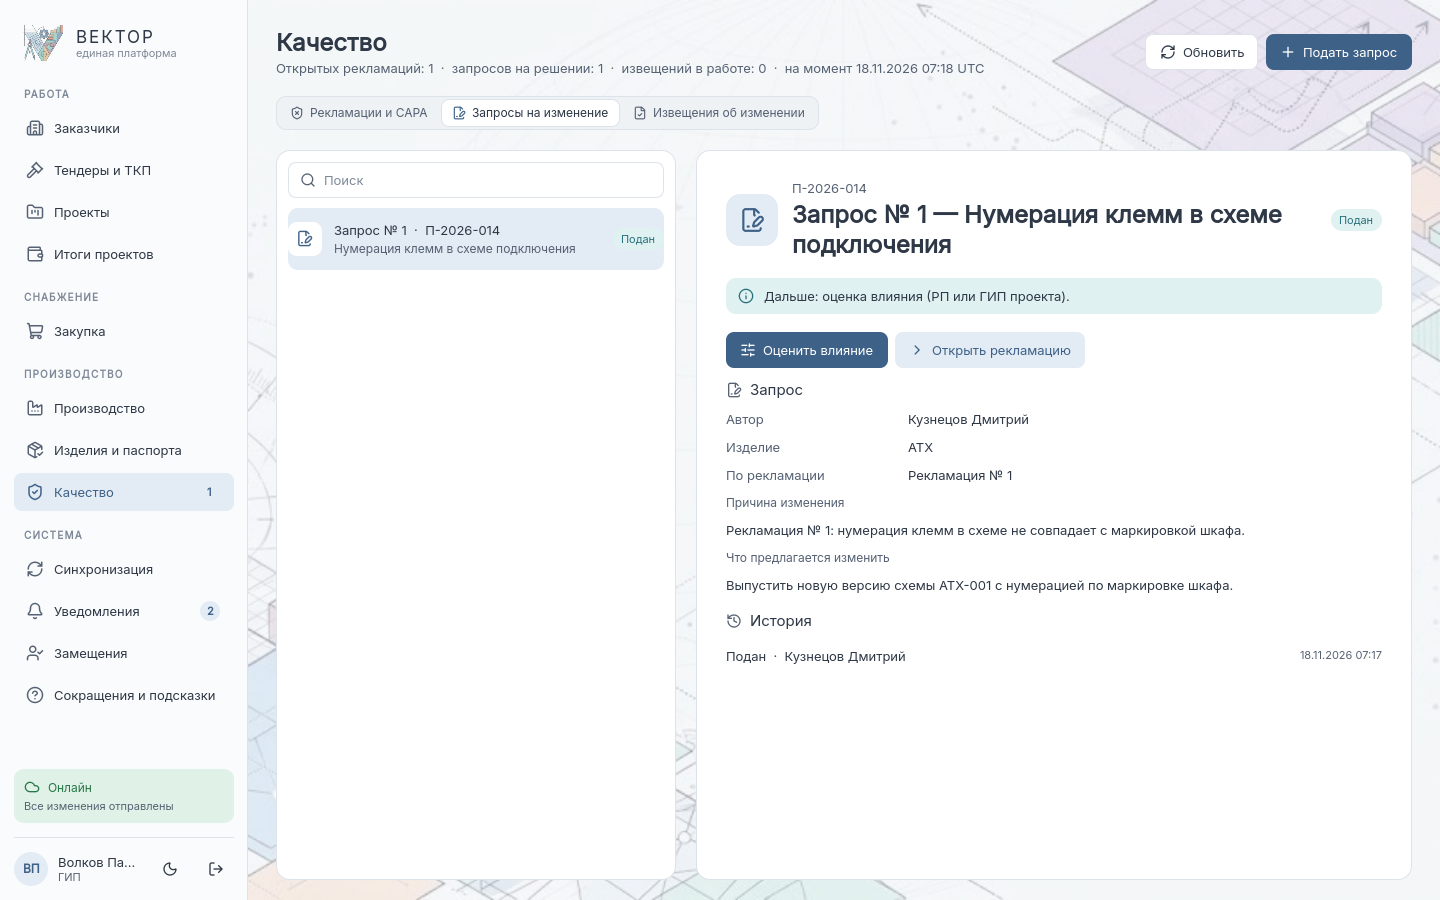 ВЕКТОР
единая платформа
РАБОТА
Заказчики
Тендеры и ТКП
Проекты
Итоги проектов
СНАБЖЕНИЕ
Закупка
ПРОИЗВОДСТВО
Производство
Изделия и паспорта
Качество 1
СИСТЕМА
Синхронизация
Уведомления 2
Замещения
Сокращения и подсказки
Онлайн
Все изменения отправлены
ВП Волков Па...
ГИП
Качество
Открытых рекламаций: 1 · запросов на решении: 1 · извещений в работе: 0 · на момент 18.11.2026 07:18 UTC
Обновить
Подать запрос
Рекламации и CAPA
Запросы на изменение
Извещения об изменении
Поиск
Запрос № 1 · П-2026-014
Нумерация клемм в схеме подключения
Подан
П-2026-014
Запрос № 1 — Нумерация клемм в схеме
подключения
Подан
Дальше: оценка влияния (РП или ГИП проекта).
Оценить влияние
Открыть рекламацию
Запрос
Автор Кузнецов Дмитрий
Изделие АТХ
По рекламации Рекламация № 1
Причина изменения
Рекламация № 1: нумерация клемм в схеме не совпадает с маркировкой шкафа.
Что предлагается изменить
Выпустить новую версию схемы АТХ-001 с нумерацией по маркировке шкафа.
История
Подан · Кузнецов Дмитрий 18.11.2026 07:17